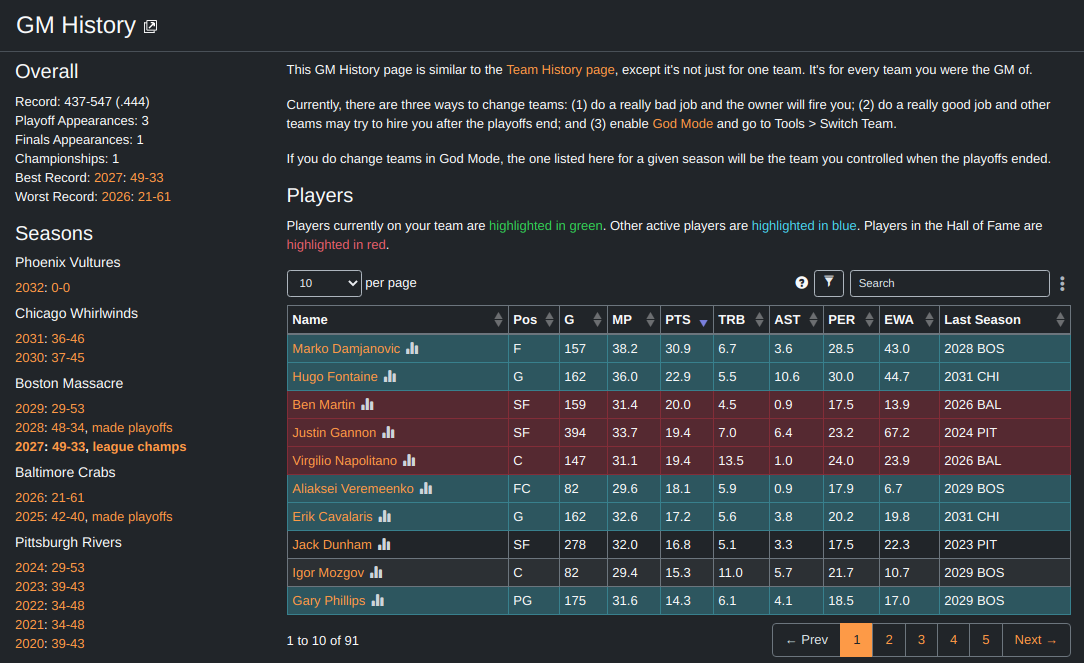 GM History
Overall
Record: 437-547 (.444)
Playoff Appearances: 3
Finals Appearances: 1
Championships: 1
Best Record: 2027: 49-33
Worst Record: 2026: 21-61
Seasons
Phoenix Vultures
2032: 0-0
Chicago Whirlwinds
2031: 36-46
2030: 37-45
Boston Massacre
2029: 29-53
2028: 48-34, made playoffs
2027: 49-33, league champs
Baltimore Crabs
2026: 21-61
2025: 42-40, made playoffs
Pittsburgh Rivers
2024: 29-53
2023: 39-43
2022: 34-48
2021: 34-48
2020: 39-43
This GM History page is similar to the Team History page, except it's not just for one team. It's for every team you were the GM of.
Currently, there are three ways to change teams: (1) do a really bad job and the owner will fire you; (2) do a really good job and other
teams may try to hire you after the playoffs end; and (3) enable God Mode and go to Tools > Switch Team.
If you do change teams in God Mode, the one listed here for a given season will be the team you controlled when the playoffs ended.
Players
Players currently on your team are highlighted in green. Other active players are highlighted in blue. Players in the Hall of Fame are
highlighted in red.
10 per page ? Search
Name Pos G MP PTS TRB AST PER EWA Last Season
Marko Damjanovic F 157 38.2 30.9 6.7 3.6 28.5 43.0 2028 BOS
Hugo Fontaine G 162 36.0 22.9 5.5 10.6 30.0 44.7 2031 CHI
Ben Martin SF 159 31.4 20.0 4.5 0.9 17.5 13.9 2026 BAL
Justin Gannon SF 394 33.7 19.4 7.0 6.4 23.2 67.2 2024 PIT
Virgilio Napolitano C 147 31.1 19.4 13.5 1.0 24.0 23.9 2026 BAL
Aliaksei Veremeenko FC 82 29.6 18.1 5.9 0.9 17.9 6.7 2029 BOS
Erik Cavalaris G 162 32.6 17.2 5.6 3.8 20.2 19.8 2031 CHI
Jack Dunham SF 278 32.0 16.8 5.1 3.3 17.5 22.3 2023 PIT
Igor Mozgov C 82 29.4 15.3 11.0 5.7 21.7 10.7 2029 BOS
Gary Phillips PG 175 31.6 14.3 6.1 4.1 18.5 17.0 2029 BOS
1 to 10 of 91
← Prev 1 2 3 4 5 Next →